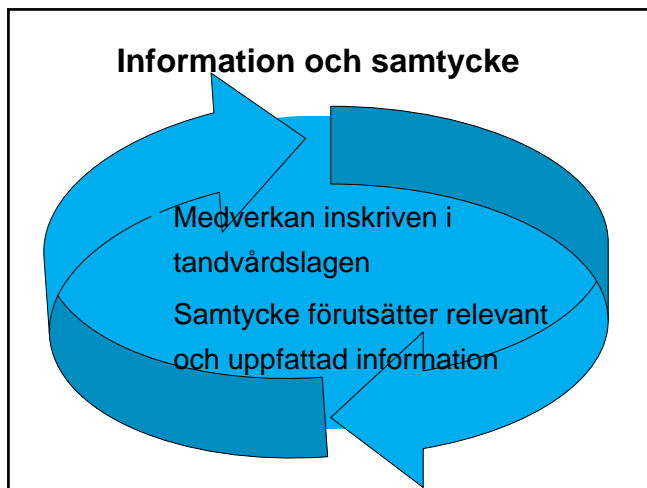 Information och samtycke
Medverkan inskriven i
tandvårdslagen
Samtycke förutsätter relevant
och uppfattad information